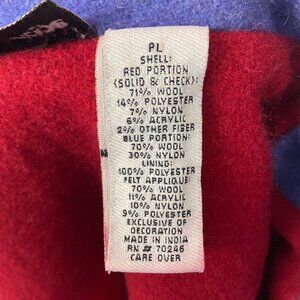 PL
SHELL:
RED PORTION
(SOLID & CHECK):
71% WOOL
14% POLYESTER
7% NYLON
6% ACRYLIC
2% OTHER FIBER
BLUE PORTION:
70% WOOL
30% NYLON
LINING:
100% POLYESTER
FELT APPLIQUE:
70% WOOL
11% ACRYLIC
10% NYLON
9% POLYESTER
EXCLUSIVE OF
DECORATION
MADE IN INDIA
RN# 70246
CARE OVER